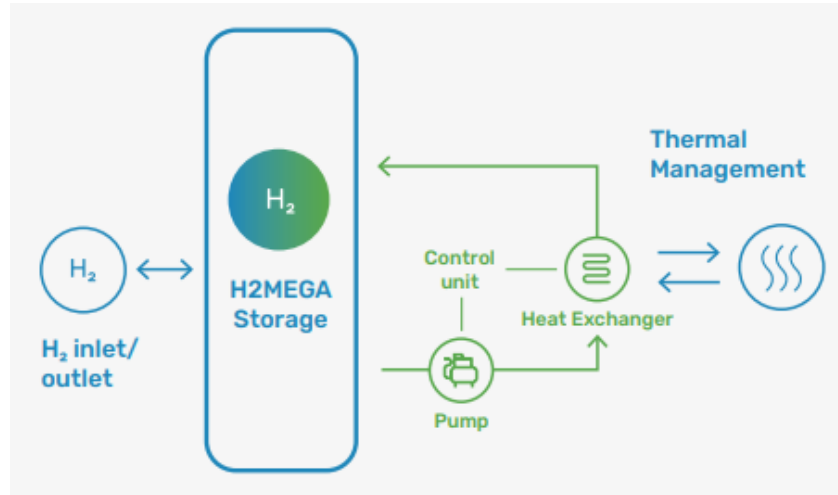 H₂
H₂ inlet/
outlet
H₂
H2MEGA
Storage
Control
unit
Pump
Heat Exchanger
Thermal
Management